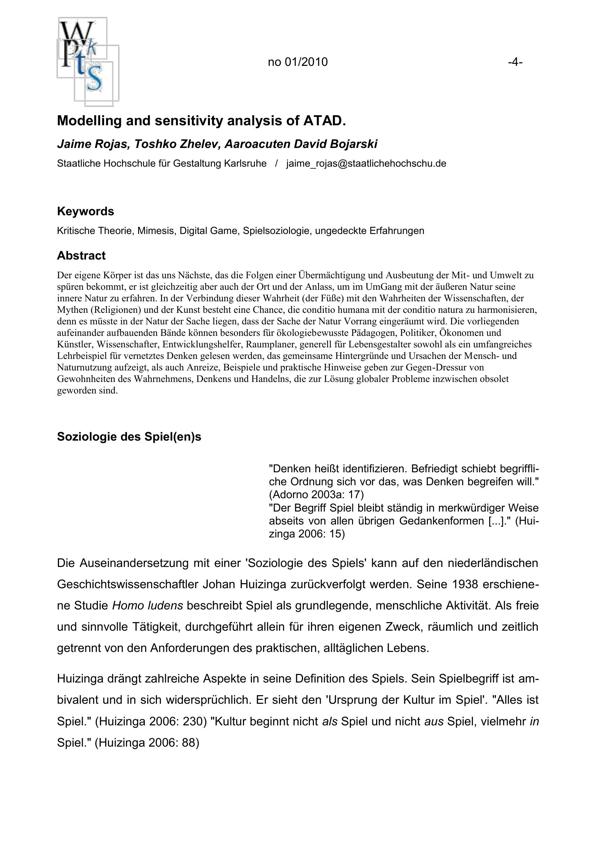 W
P k
t s
S
no 01/2010 -4-
Modelling and sensitivity analysis of ATAD.
Jaime Rojas, Toshko Zhelev, Aaroacuten David Bojarski
Staatliche Hochschule für Gestaltung Karlsruhe / jaime_rojas@staatlichehochschu.de
Keywords
Kritische Theorie, Mimesis, Digital Game, Spielsoziologie, ungedeckte Erfahrungen
Abstract
Der eigene Körper ist das uns Nächste, das die Folgen einer Übermächtigung und Ausbeutung der Mit- und Umwelt zu
spüren bekommt, er ist gleichzeitig aber auch der Ort und der Anlass, um im UmGang mit der äußeren Natur seine
innere Natur zu erfahren. In der Verbindung dieser Wahrheit (der Füße) mit den Wahrheiten der Wissenschaften, der
Mythen (Religionen) und der Kunst besteht eine Chance, die conditio humana mit der conditio natura zu harmonisieren,
denn es müsste in der Natur der Sache liegen, dass der Sache der Natur Vorrang eingeräumt wird. Die vorliegenden
aufeinander aufbauenden Bände können besonders für ökologiebewusste Pädagogen, Politiker, Ökonomen und
Künstler, Wissenschafter, Entwicklungshelfer, Raumplaner, generell für Lebensgestalter sowohl als ein umfangreiches
Lehrbeispiel für vernetztes Denken gelesen werden, das gemeinsame Hintergründe und Ursachen der Mensch- und
Naturnutzung aufzeigt, als auch Anreize, Beispiele und praktische Hinweise geben zur Gegen-Dressur von
Gewohnheiten des Wahrnehmens, Denkens und Handelns, die zur Lösung globaler Probleme inzwischen obsolet
geworden sind.
Soziologie des Spiel(en)s
"Denken heißt identifizieren. Befriedigt schiebt begriffli-
che Ordnung sich vor das, was Denken begreifen will."
(Adorno 2003a: 17)
"Der Begriff Spiel bleibt ständig in merkwürdiger Weise
abseits von allen übrigen Gedankenformen [...]." (Hui-
zinga 2006: 15)
Die Auseinandersetzung mit einer 'Soziologie des Spiels' kann auf den niederländischen
Geschichtswissenschaftler Johan Huizinga zurückverfolgt werden. Seine 1938 erschiene-
ne Studie Homo ludens beschreibt Spiel als grundlegende, menschliche Aktivität. Als freie
und sinnvolle Tätigkeit, durchgeführt allein für ihren eigenen Zweck, räumlich und zeitlich
getrennt von den Anforderungen des praktischen, alltäglichen Lebens.
Huizinga drängt zahlreiche Aspekte in seine Definition des Spiels. Sein Spielbegriff ist am-
bivalent und in sich widersprüchlich. Er sieht den 'Ursprung der Kultur im Spiel'. "Alles ist
Spiel." (Huizinga 2006: 230) "Kultur beginnt nicht als Spiel und nicht aus Spiel, vielmehr in
Spiel." (Huizinga 2006: 88)